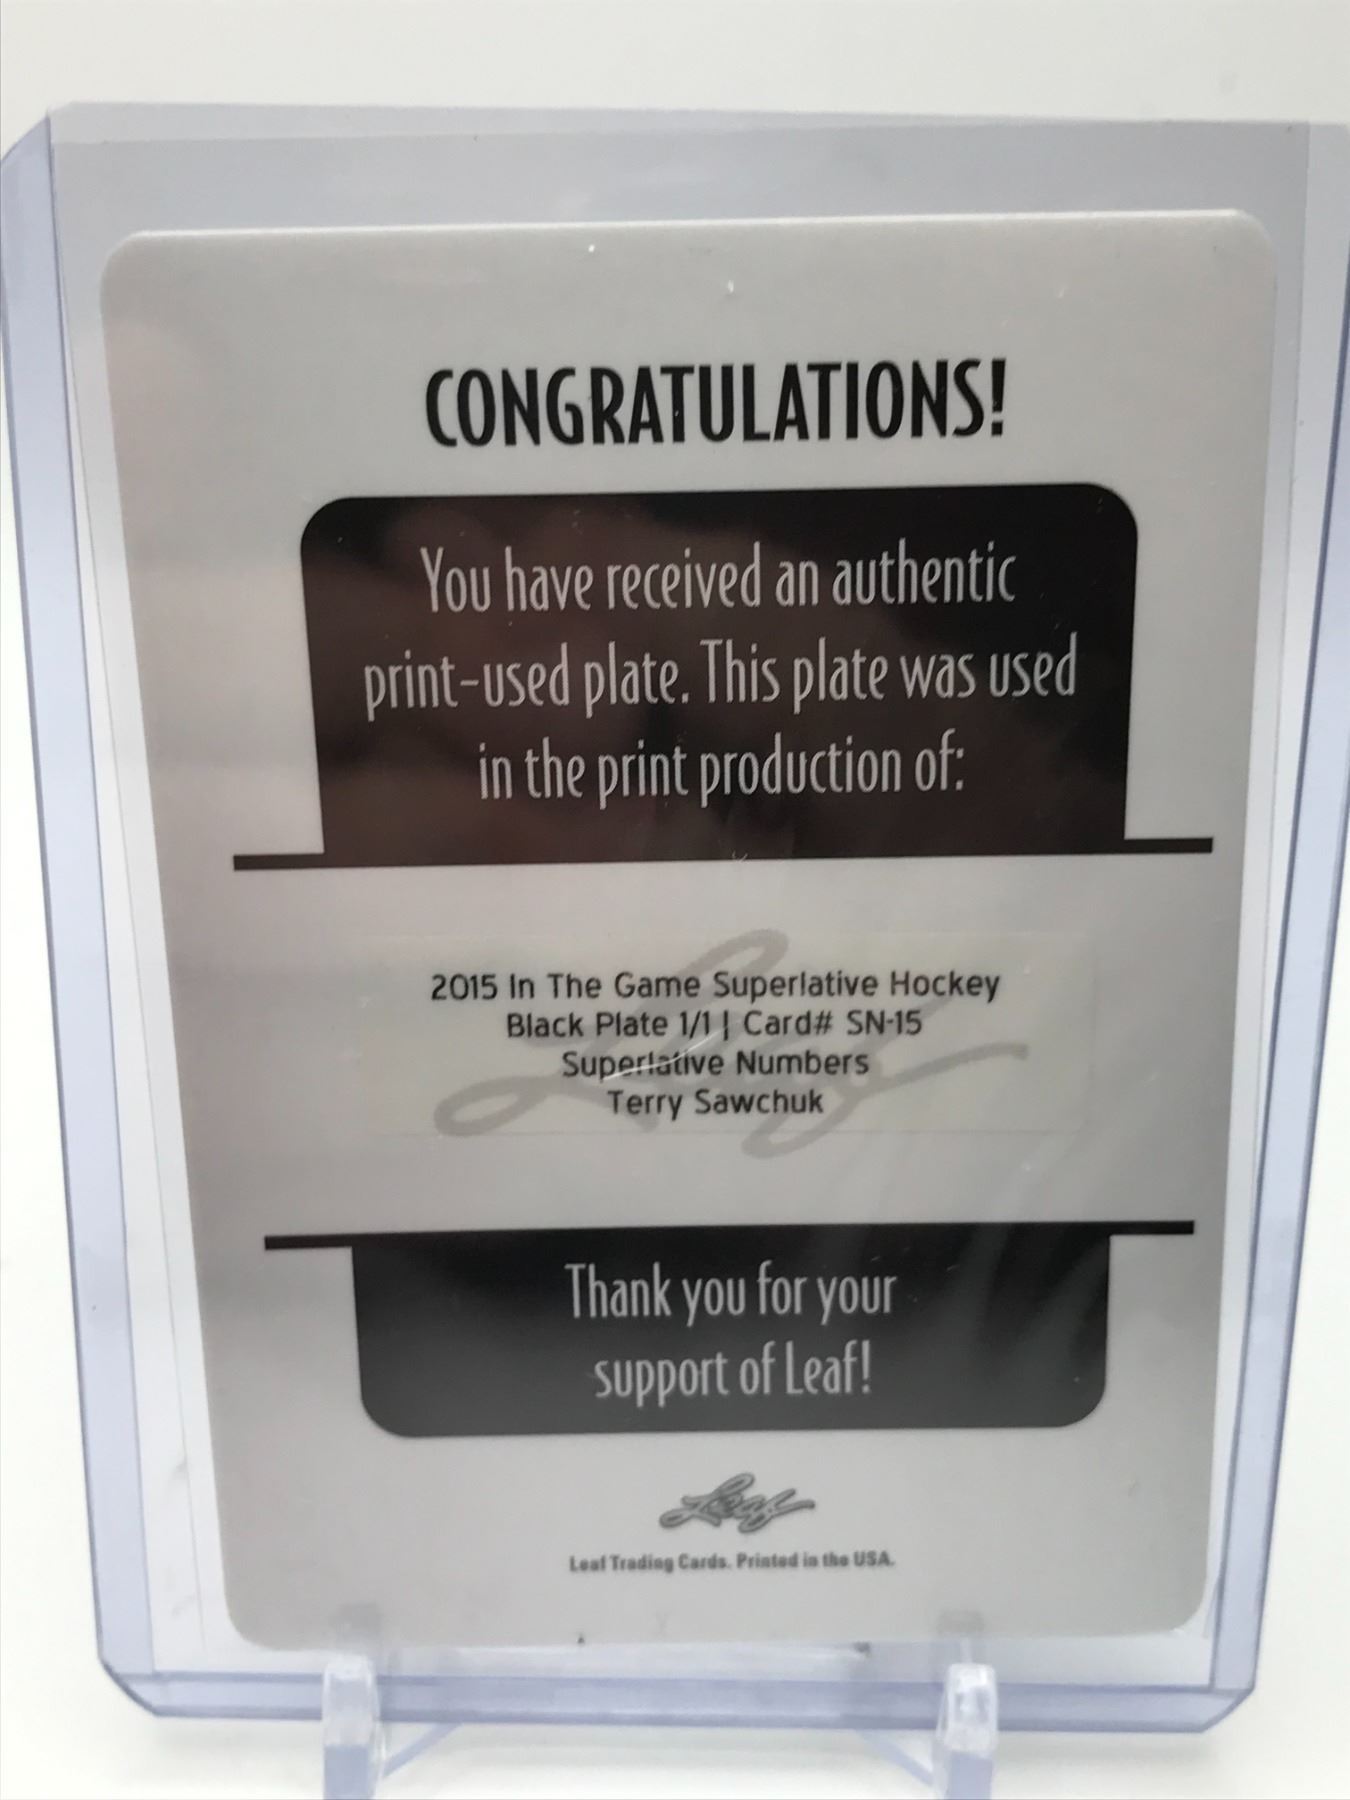 CONGRATULATIONS!
You have received an authentic
print-used plate. This plate was used
in the print production of:
2015 In The Game Superlative Hockey
Black Plate 1/1 | Card# SN-15
Superlative Numbers
Terry Sawchuk
Thank you for your
support of Leaf!
Leaf
Leaf Trading Cards. Printed in the USA.